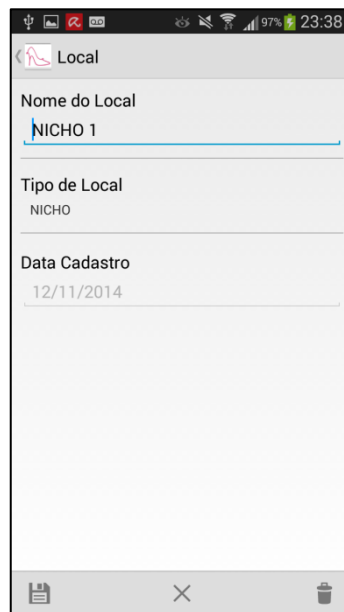 97% 23:38
Local
Nome do Local
NICHO 1
Tipo de Local
NICHO
Data Cadastro
12/11/2014